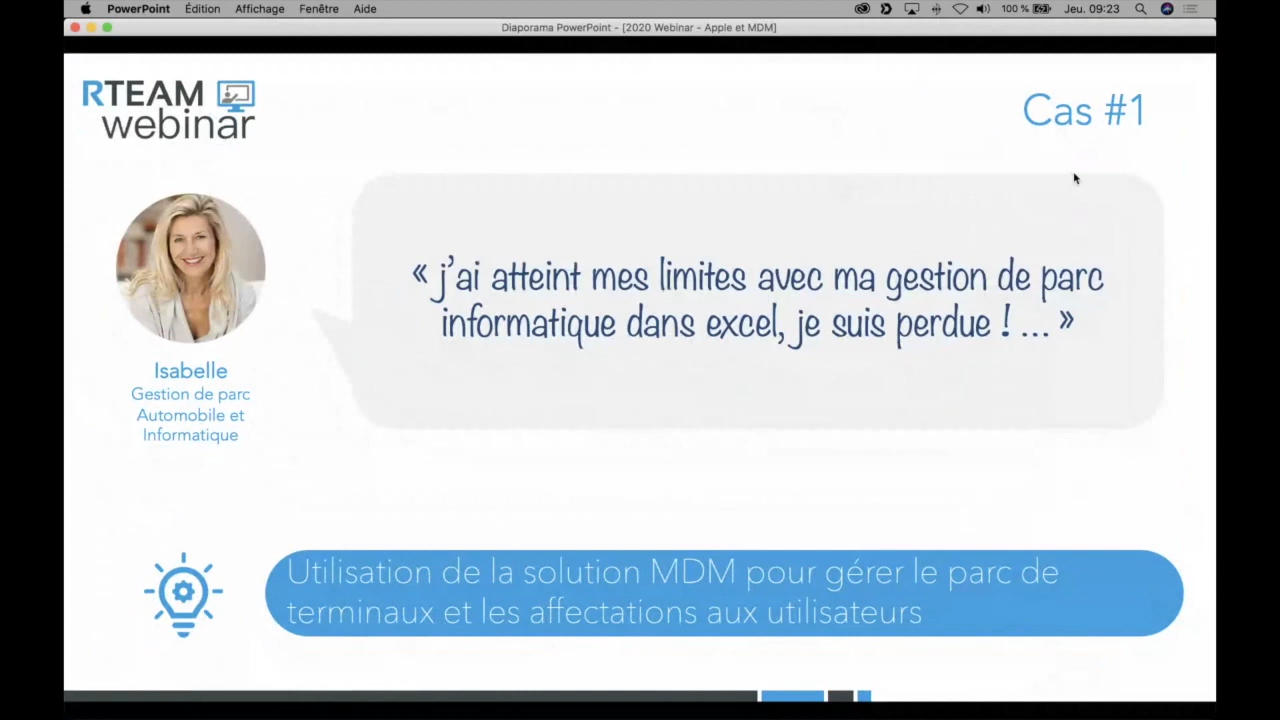 PowerPoint Édition Affichage Fenêtre Aide 100 % Jeu. 09:23
Diaporama PowerPoint - [2020 Webinar - Apple et MDM]
RTEAM
webinar
Cas #1
« j'ai atteint mes limites avec ma gestion de parc
informatique dans excel, je suis perdue ! ... »
Isabelle
Gestion de parc
Automobile et
Informatique
Utilisation de la solution MDM pour gérer le parc de
terminaux et les affectations aux utilisateurs